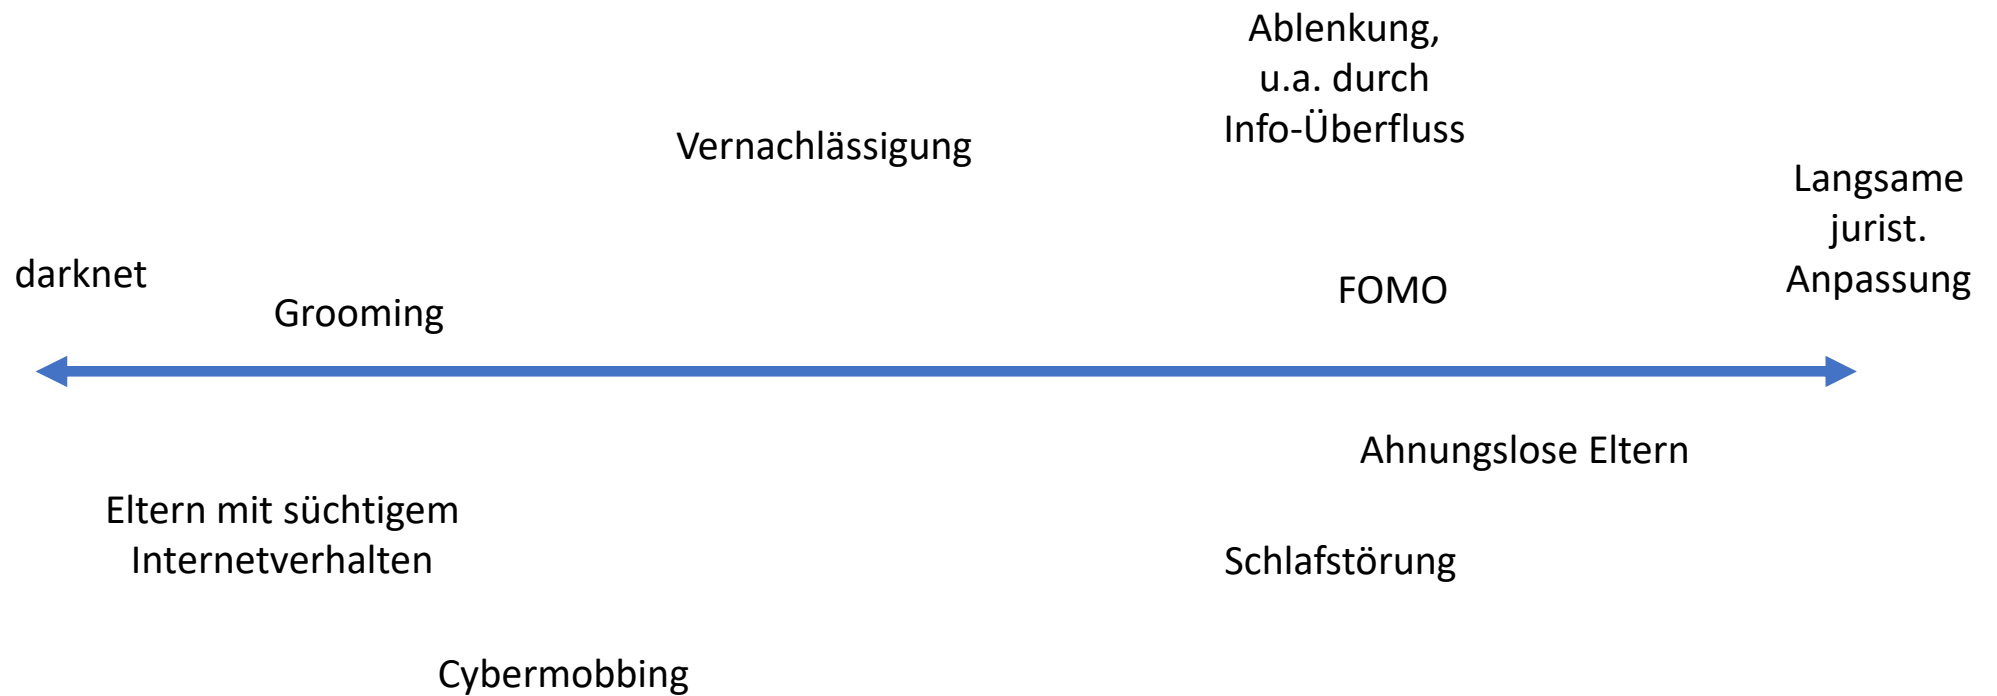 Ablenkung,
u.a. durch
Info-Überfluss
Vernachlässigung
Langsame
jurist.
Anpassung
darknet
Grooming
FOMO
Ahnungslose Eltern
Eltern mit süchtigem
Internetverhalten
Schlafstörung
Cybermobbing